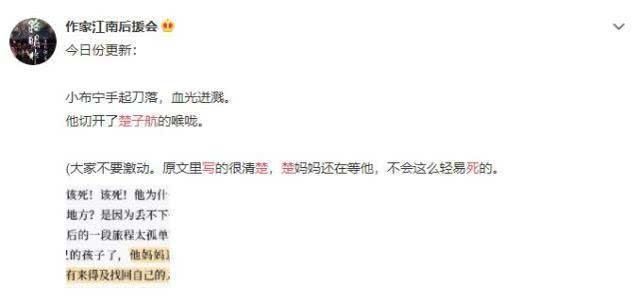 作家江南后援会
今日份更新：
小布宁手起刀落，血光迸溅。
他切开了楚子航的喉咙。
(大家不要激动。原文里写的很清楚，楚妈妈还在等他，不会这么轻易死的。
该死！该死！他为什
地方？是因为丢不下
后的一段旅程太孤单
的孩子了，他妈妈
有来得及找回自己的